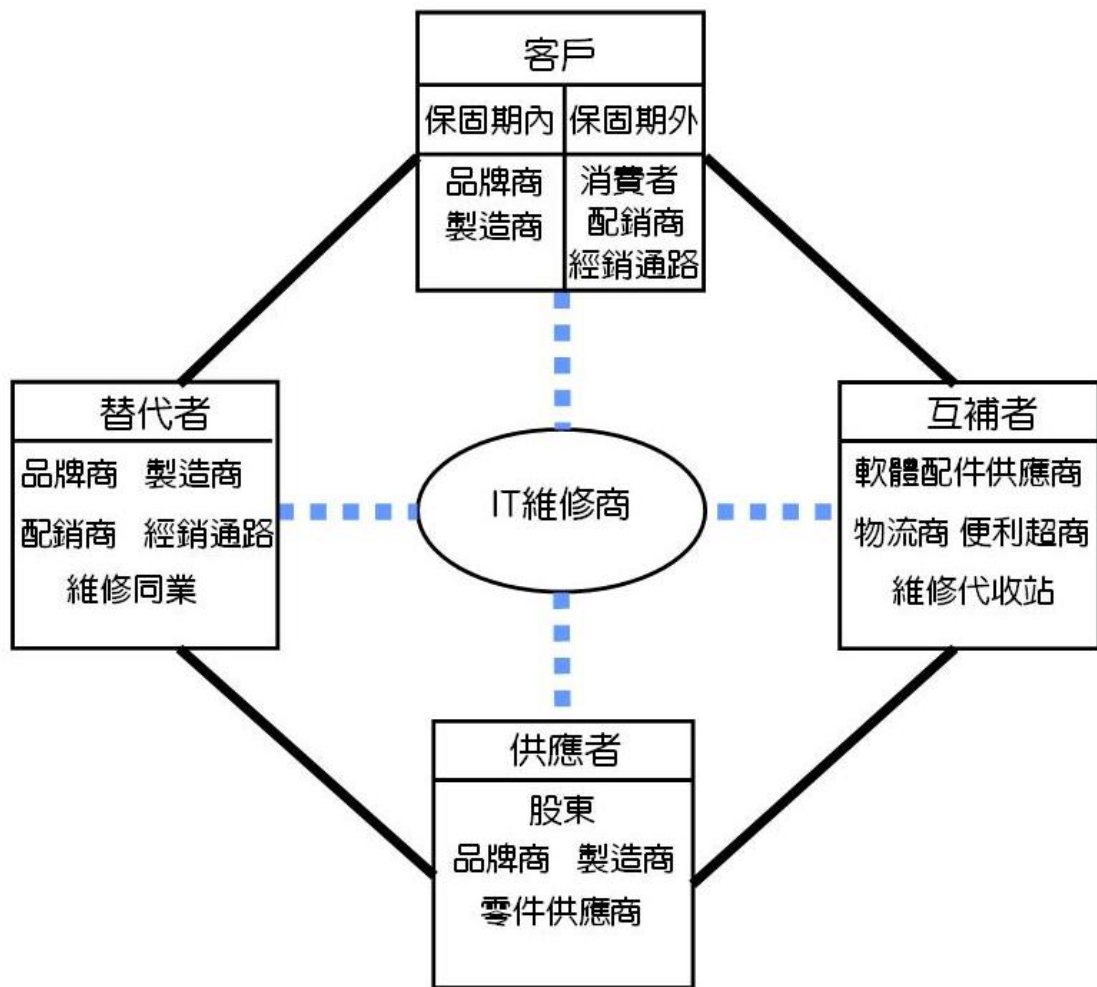 客戶
保固期內 保固期外
品牌商
製造商
消費者
配銷商
經銷通路
替代者
品牌商 製造商
配銷商 經銷通路
維修同業
IT維修商
互補者
軟體配件供應商
物流商 便利超商
維修代收站
供應者
股東
品牌商 製造商
零件供應商